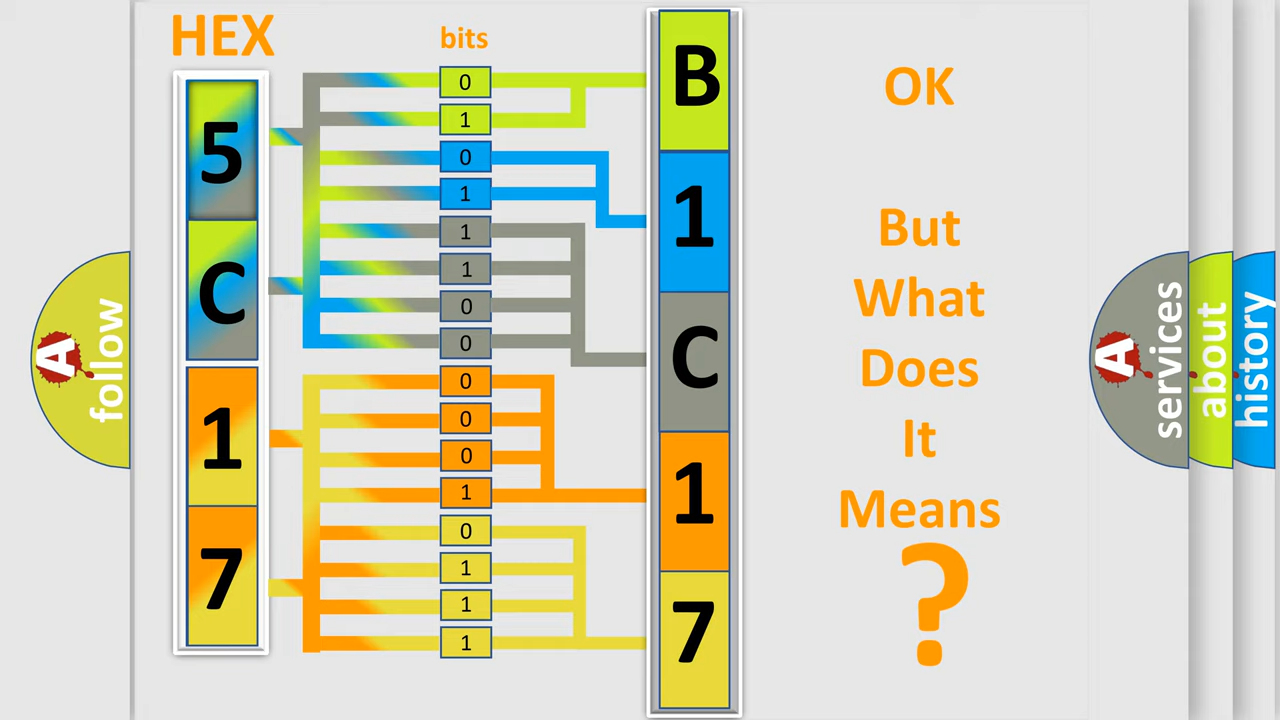 HEX
bits
5
C
1
7
0
1
0
1
1
1
0
0
0
0
0
1
0
1
1
1
B
1
C
1
7
OK
But
What
Does
It
Means
?
A
follow
A
services
about
history